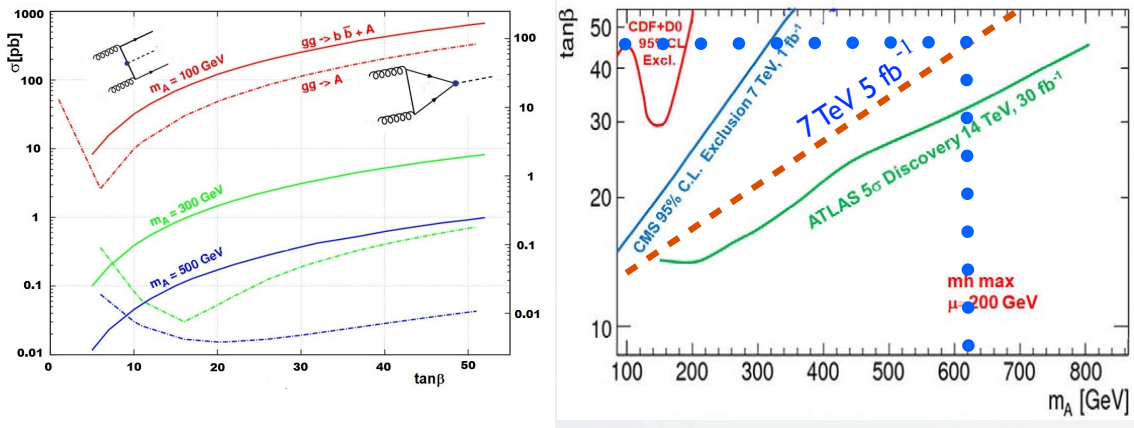 σ[pb]
1000
100
10
1
0.1
0.01
100
10
1
0.1
0.01
gg -> b b̅ + A
m_A = 100 GeV
gg -> A
m_A = 300 GeV
m_A = 500 GeV
0
10
20
30
40
50
tanβ
tanβ
50
40
30
20
10
CDF+D0
95% CL
Excl.
CMS 95% C.L. Exclusion 7 TeV, 1 fb⁻¹
7 TeV 5 fb⁻¹
ATLAS 5σ Discovery 14 TeV, 30 fb⁻¹
mh max
μ=200 GeV
100 200 300 400 500 600 700 800
m_A [GeV]